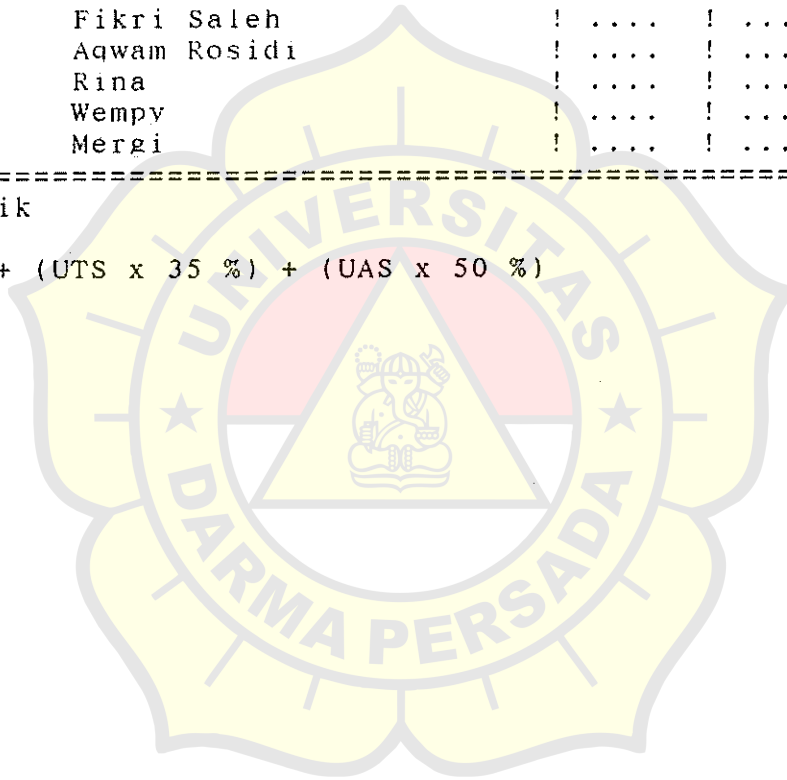 Fikri Saleh ! .... ! ...
Aqwam Rosidi ! .... ! ...
Rina ! .... ! ...
Wempy ! .... ! ...
Mergi ! .... ! ...
==============================================
ik
+ (UTS x 35 %) + (UAS x 50 %)
UNIVERSITAS
DARMA PERSADA